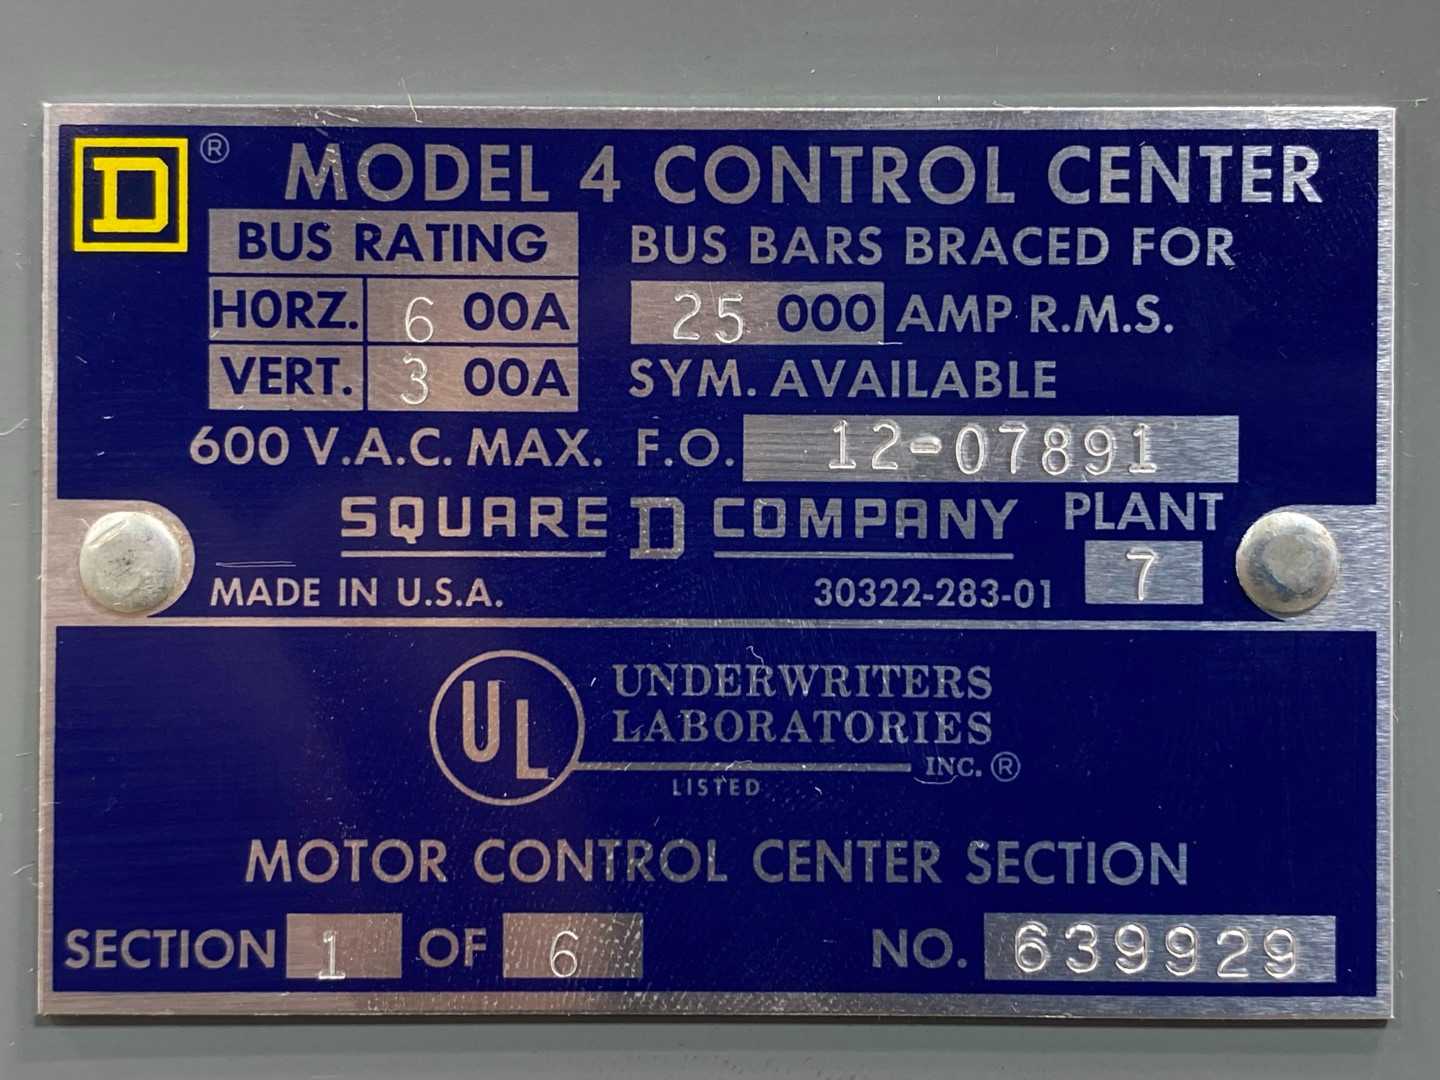 D ® MODEL 4 CONTROL CENTER
BUS RATING
HORZ. 6 00A
VERT. 3 00A
BUS BARS BRACED FOR
25 000 AMP R.M.S.
SYM. AVAILABLE
600 V.A.C. MAX. F.O. 12-07891
SQUARE D COMPANY PLANT
MADE IN U.S.A. 30322-283-01 7
UL UNDERWRITERS
LABORATORIES
INC.®
LISTED
MOTOR CONTROL CENTER SECTION
SECTION 1 OF 6 NO. 639929